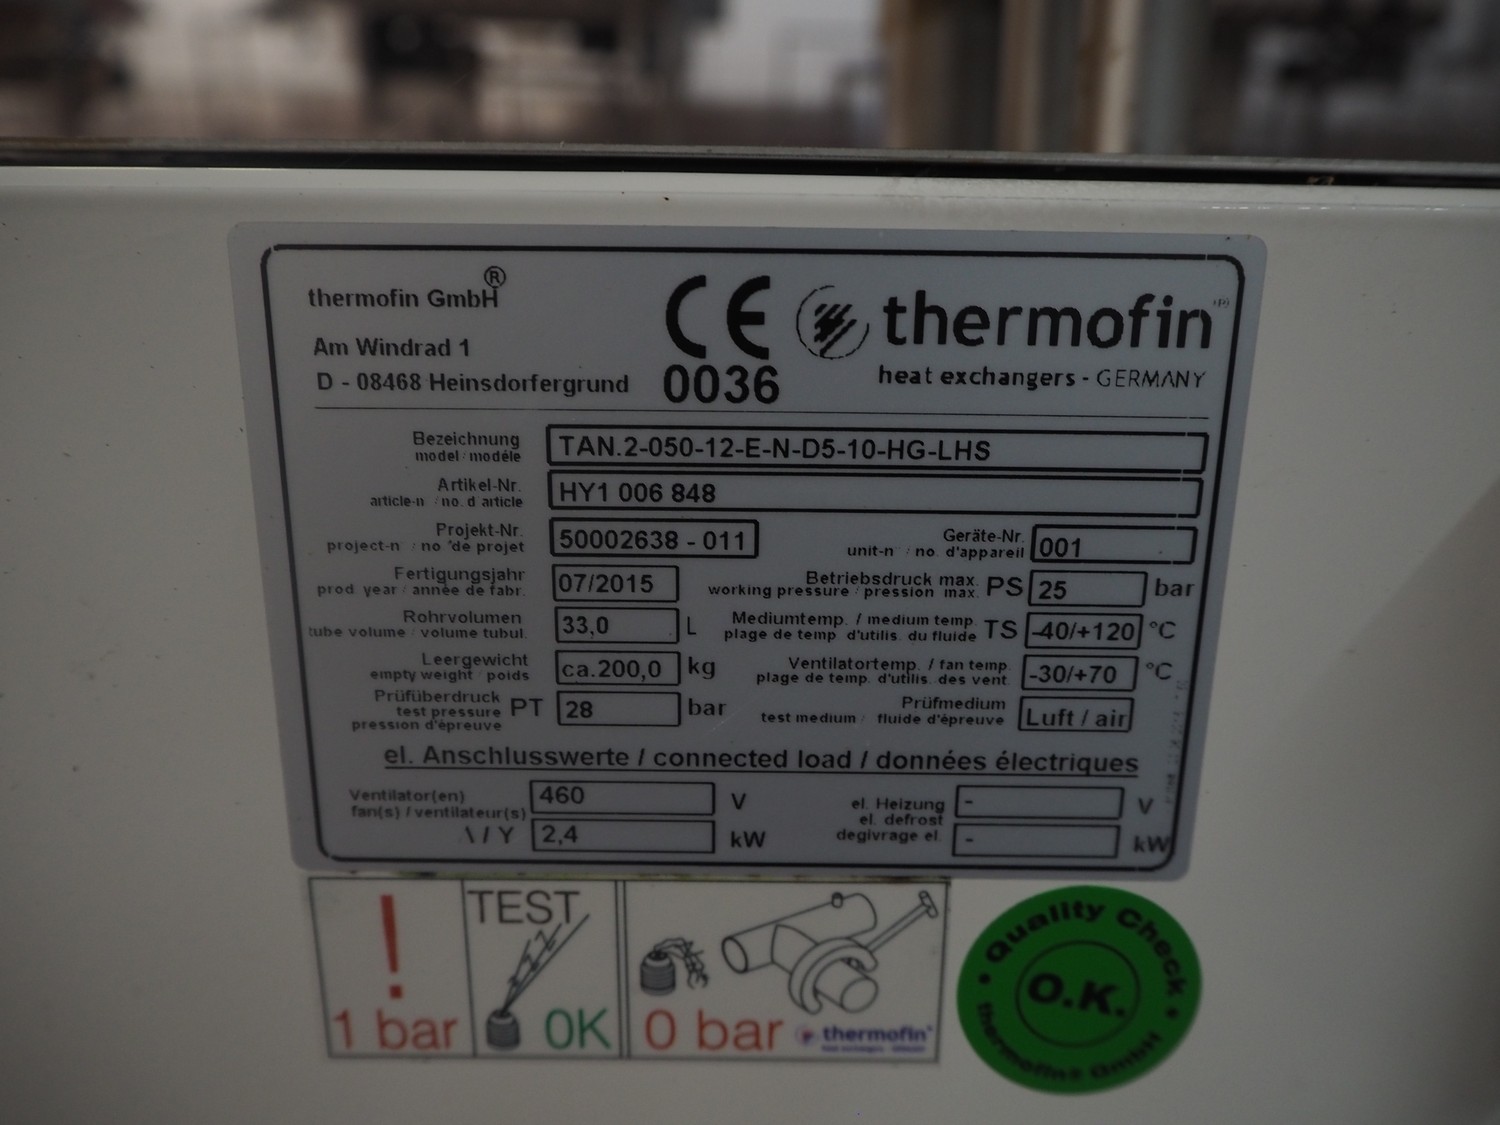 thermofin GmbH®
Am Windrad 1
D - 08468 Heinsdorfergrund
CE
0036
thermofin
heat exchangers - GERMANY
Bezeichnung
model / modéle
TAN.2-050-12-E-N-D5-10-HG-LHS
Artikel-Nr.
article-n / no. d article
HY1 006 848
Projekt-Nr.
project-n / no de projet
50002638 - 011
Geräte-Nr.
unit-n / no. d'appareil
001
Fertigungsjahr
prod year / année de fabr.
07/2015
Betriebsdruck max.
working pressure / pression max. PS
25
bar
Rohrvolumen
tube volume / volume tubul.
33,0
L
Mediumtemp. / medium temp.
plage de temp d'utilis. du fluide TS
-40/+120
°C
Leergewicht
empty weight / poids
ca.200,0
kg
Ventilatortemp. / fan temp.
plage de temp. d'utilis. des vent.
-30/+70
°C
Prüfüberdruck
test pressure PT
pression d'épreuve
28
bar
Prüfmedium
test medium / fluide d'épreuve
Luft / air
el. Anschlusswerte / connected load / données électriques
Ventilator(en)
fan(s) / ventilateur(s)
460
V
/ Y
2,4
kW
el. Heizung
el. defrost
degivrage el.
-
V
-
kW
!
1 bar
TEST
OK
0 bar
thermofin
Quality Check
O.K.
thermofin® GmbH